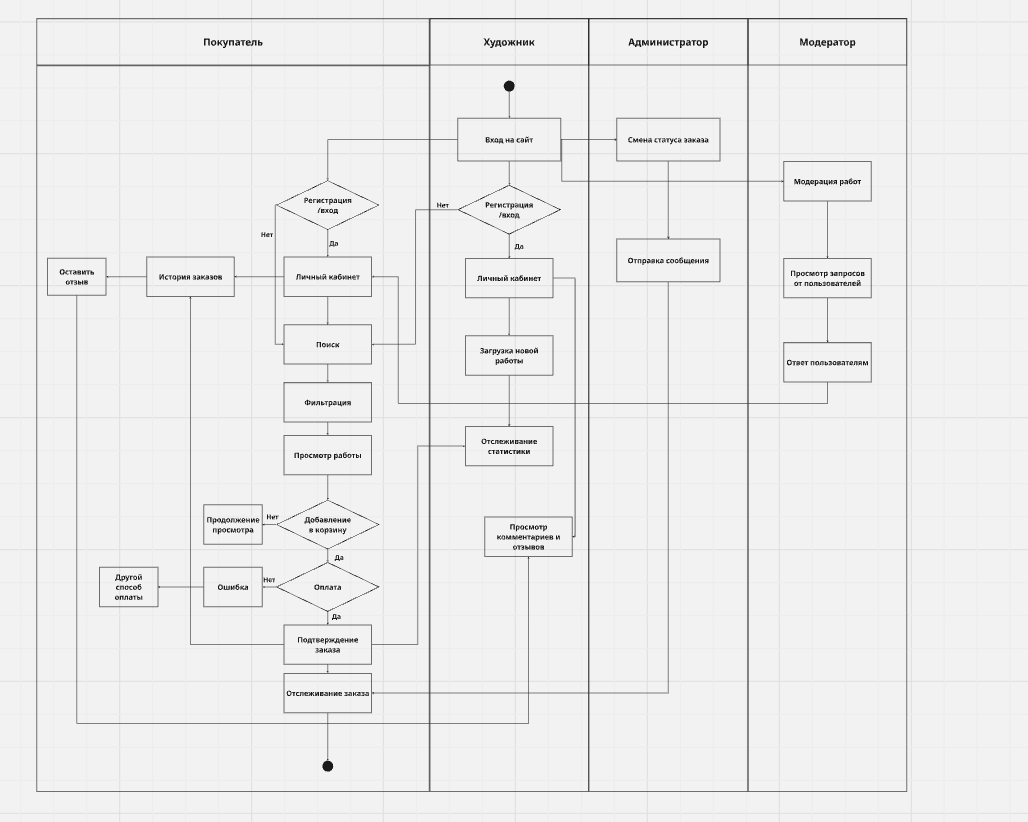 Покупатель
Художник
Администратор
Модератор
Вход на сайт
Смена статуса заказа
Модерация работ
Регистрация
/вход
Нет
Да
Регистрация
/вход
Нет
Да
Оставить
отзыв
История заказов
Личный кабинет
Личный кабинет
Отправка сообщения
Просмотр запросов
от пользователей
Поиск
Загрузка новой
работы
Ответ пользователям
Фильтрация
Просмотр работы
Отслеживание
статистики
Продолжение
просмотра
Нет
Добавление
в корзину
Да
Просмотр
комментариев и
отзывов
Другой
способ
оплаты
Ошибка
Нет
Оплата
Да
Подтверждение
заказа
Отслеживание заказа